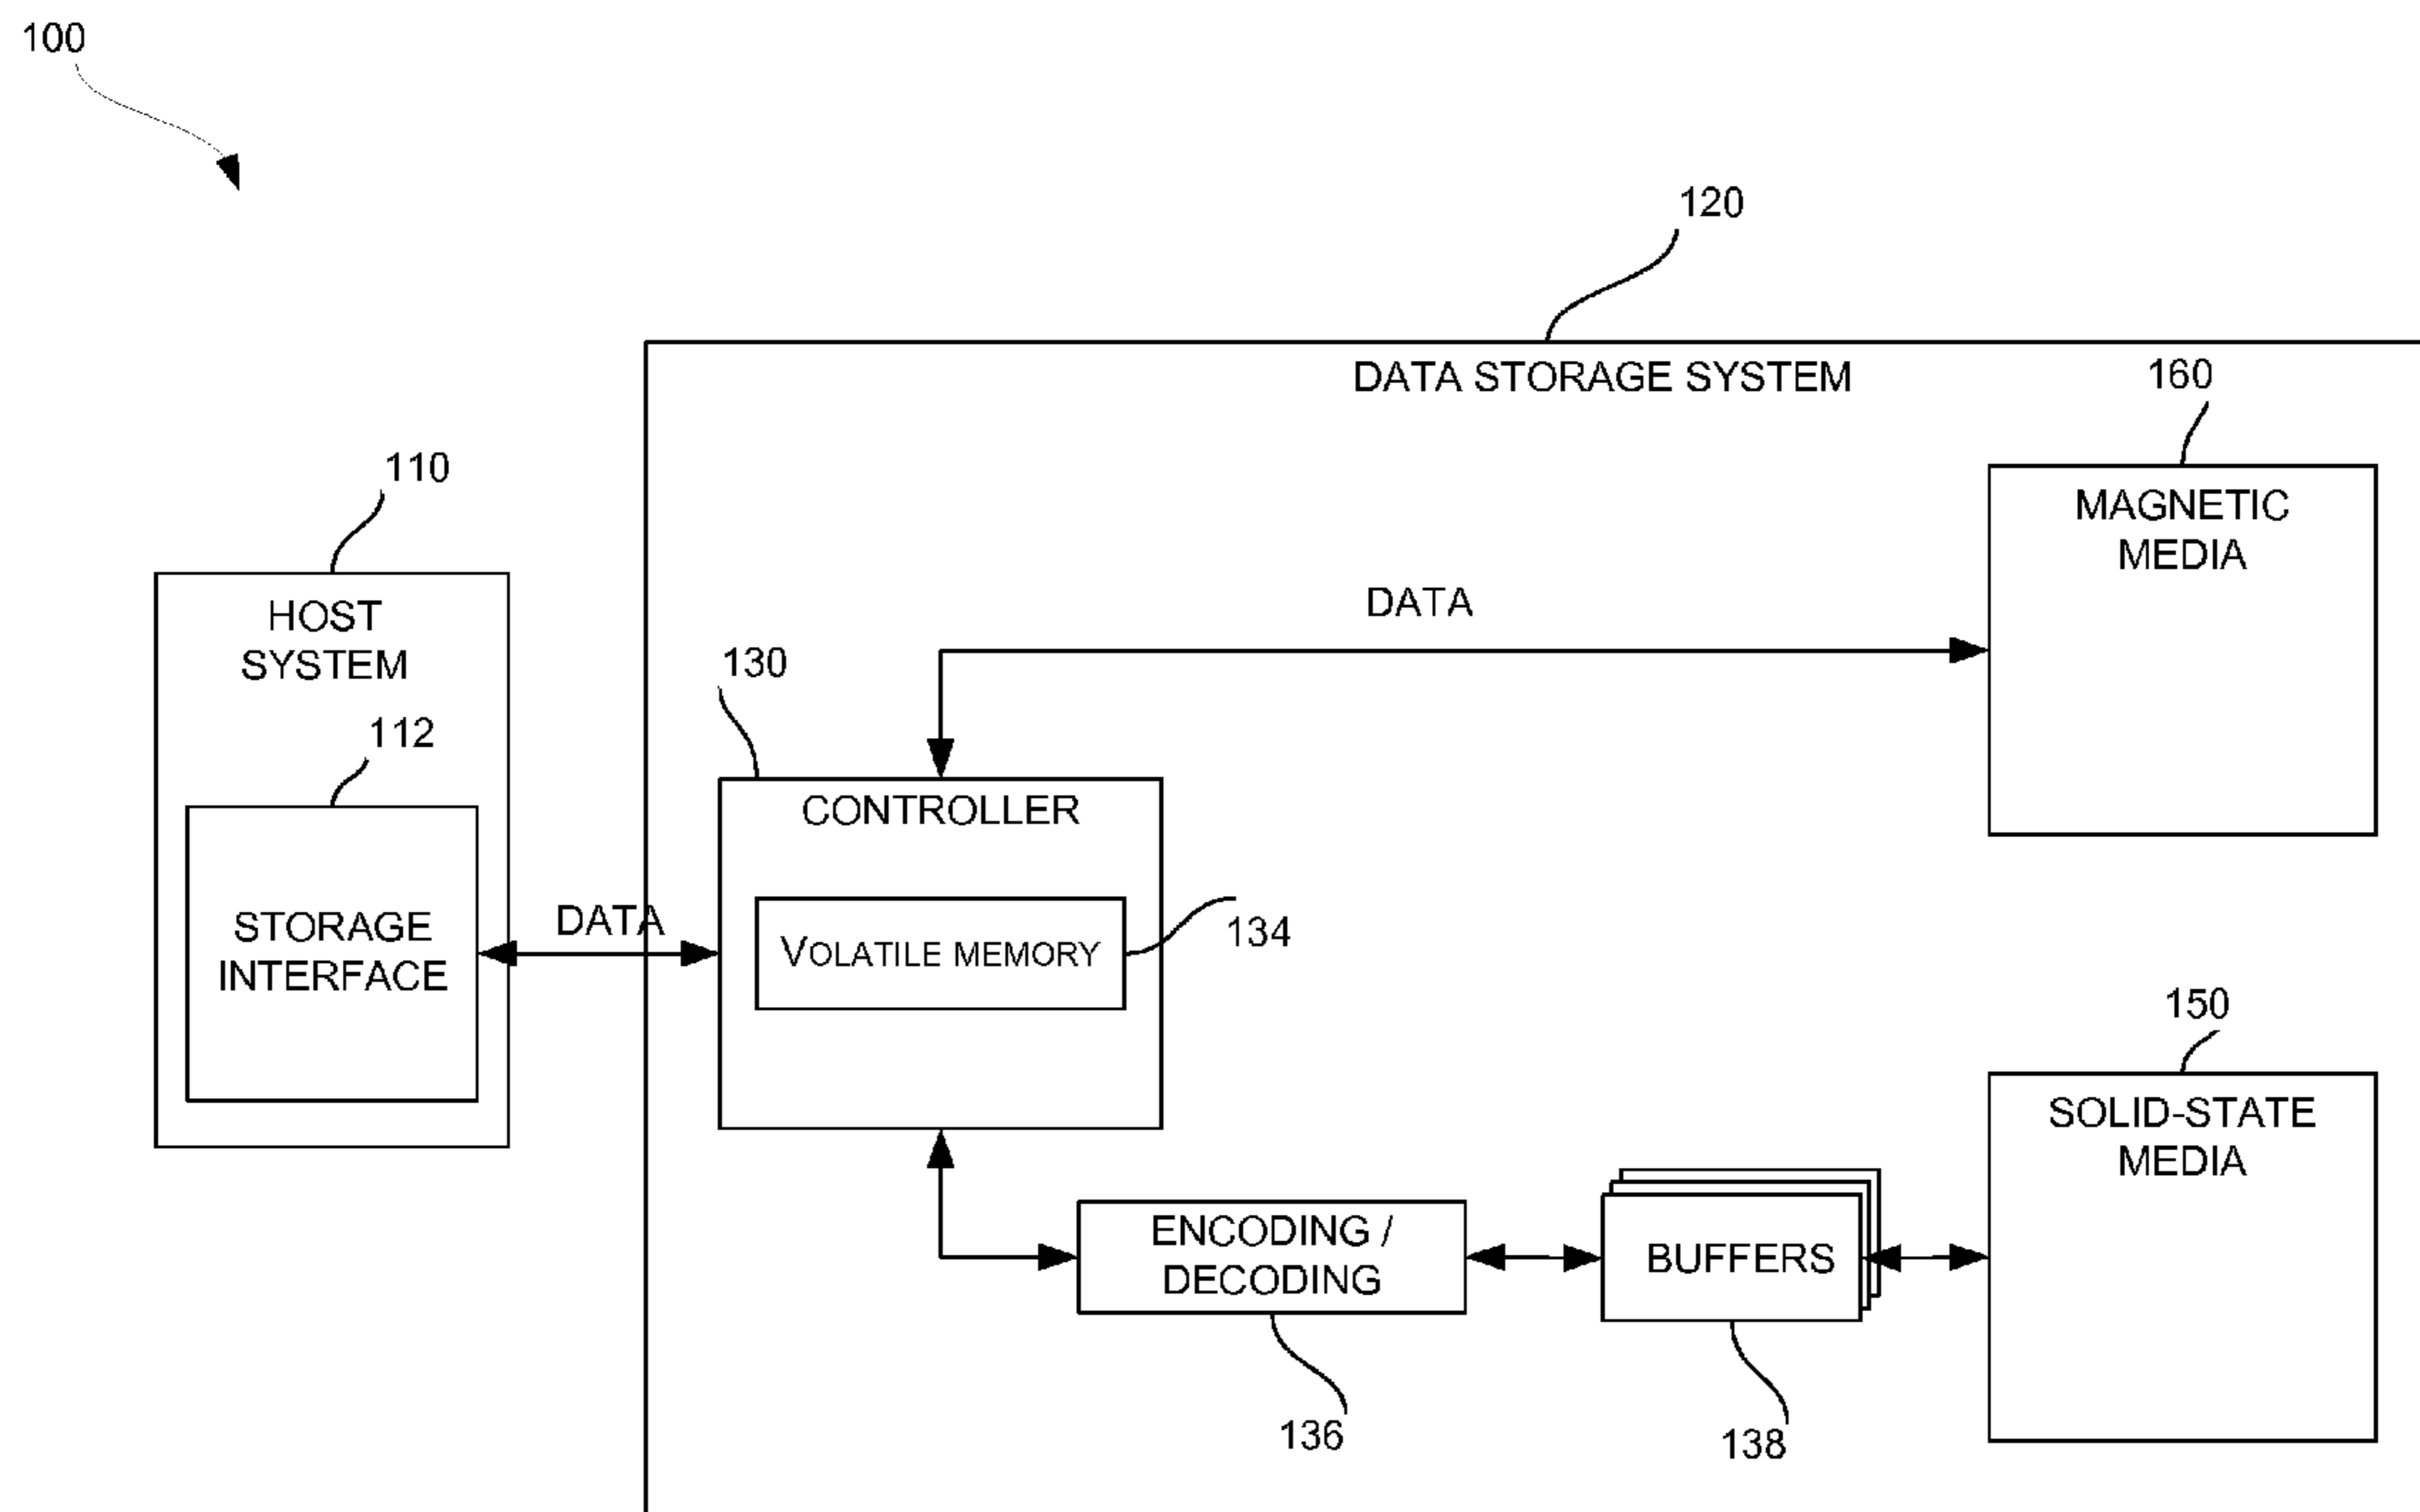 100
120
DATA STORAGE SYSTEM
160
MAGNETIC
MEDIA
110
HOST
SYSTEM
DATA
130
112
CONTROLLER
STORAGE
INTERFACE
DATA
VOLATILE MEMORY
134
150
SOLID-STATE
MEDIA
ENCODING /
DECODING
BUFFERS
136
138